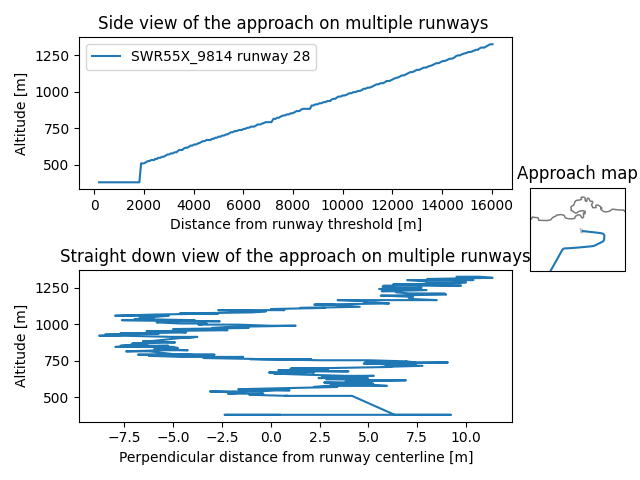 Side view of the approach on multiple runways
1250
1000
750
500
Altitude [m]
SWR55X_9814 runway 28
0 2000 4000 6000 8000 10000 12000 14000 16000
Distance from runway threshold [m]
Approach map
Straight down view of the approach on multiple runways
1250
1000
750
500
Altitude [m]
−7.5 −5.0 −2.5 0.0 2.5 5.0 7.5 10.0
Perpendicular distance from runway centerline [m]